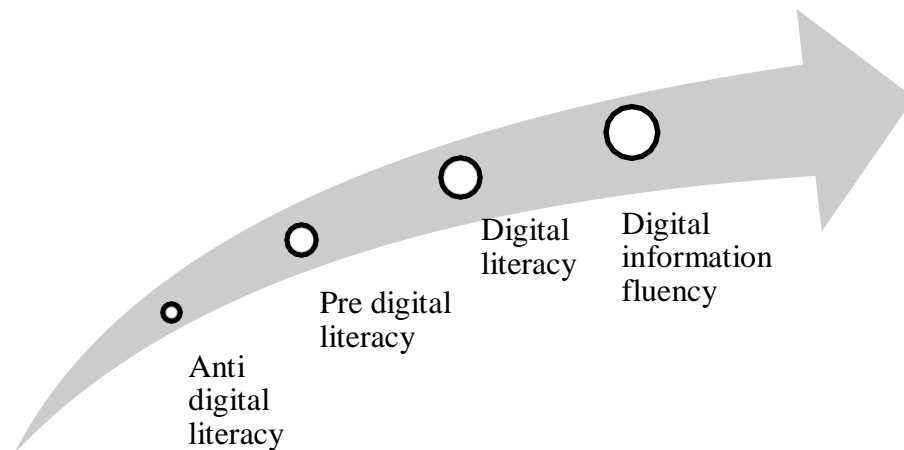 Anti
digital
literacy
Pre digital
literacy
Digital
literacy
Digital
information
fluency